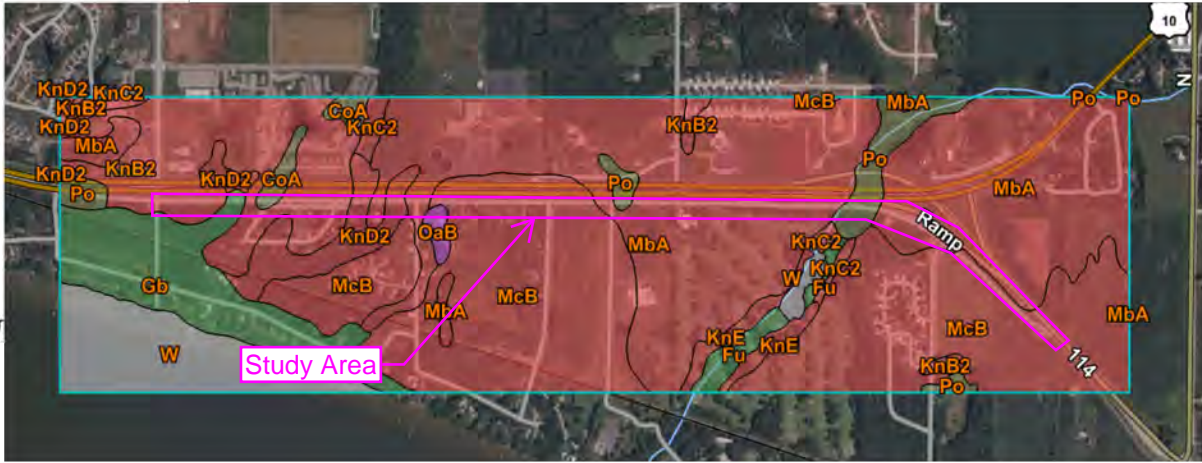 10
N
KnD2
KnC2
KnB2
KnD2
MbA
KnB2
KnD2
Po
CoA
KnC2
KnD2
CoA
KnD2
OaB
Po
KnB2
McB
MbA
Po
Po
Po
MbA
MbA
KnC2
Ramp
W
KnC2
Fu
Gb
McB
MbA
McB
McB
MbA
W
KnE
Fu
KnE
KnB2
Po
114
Study Area